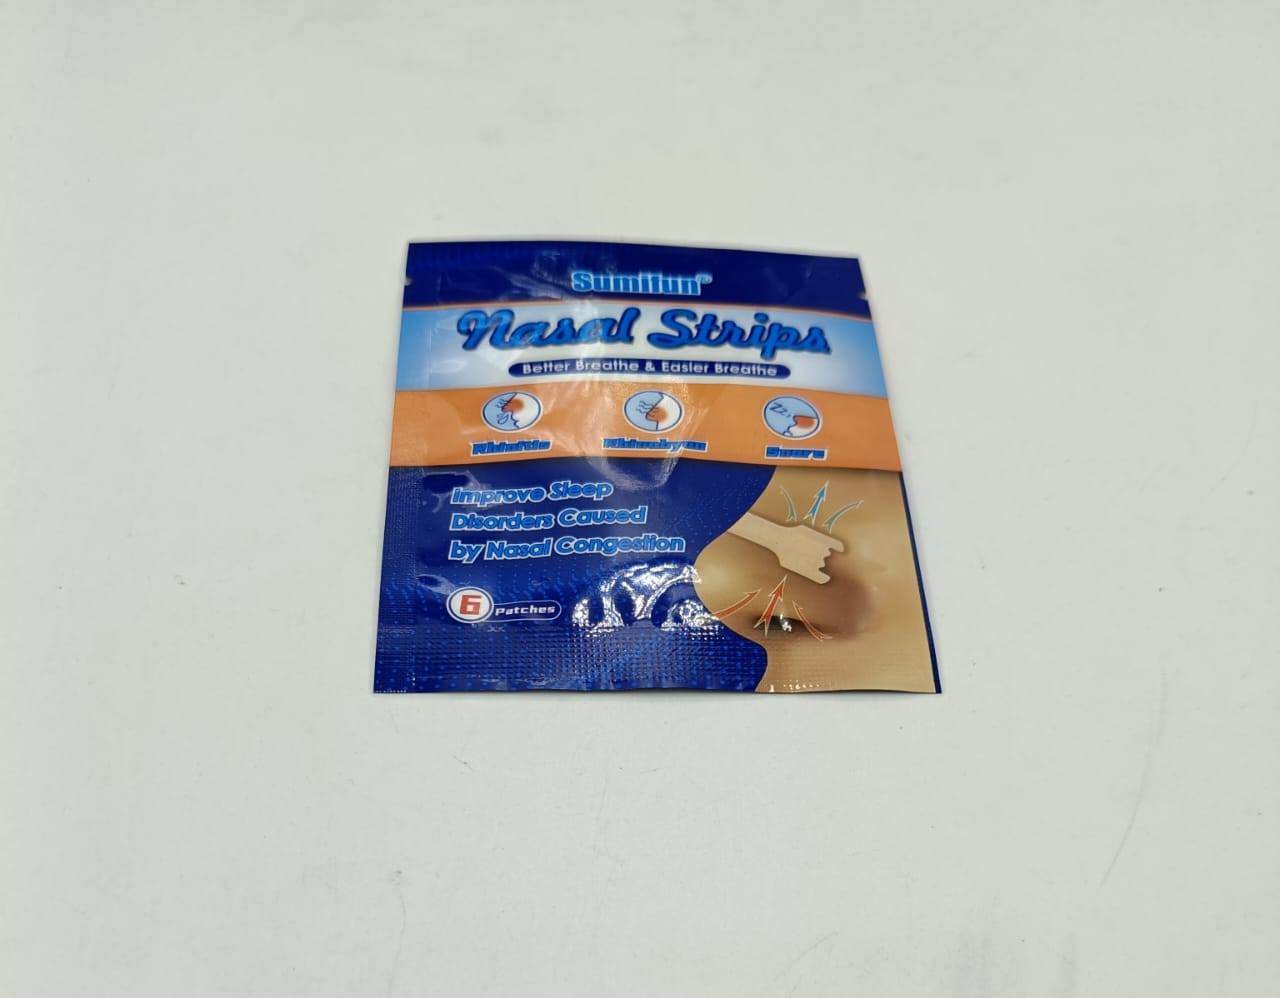 Sumifun®
Nasal Strips
Better Breathe & Easier Breathe
Rhinitis
Snore
Improve Sleep
Disorders Caused
by Nasal Congestion
6 Patches